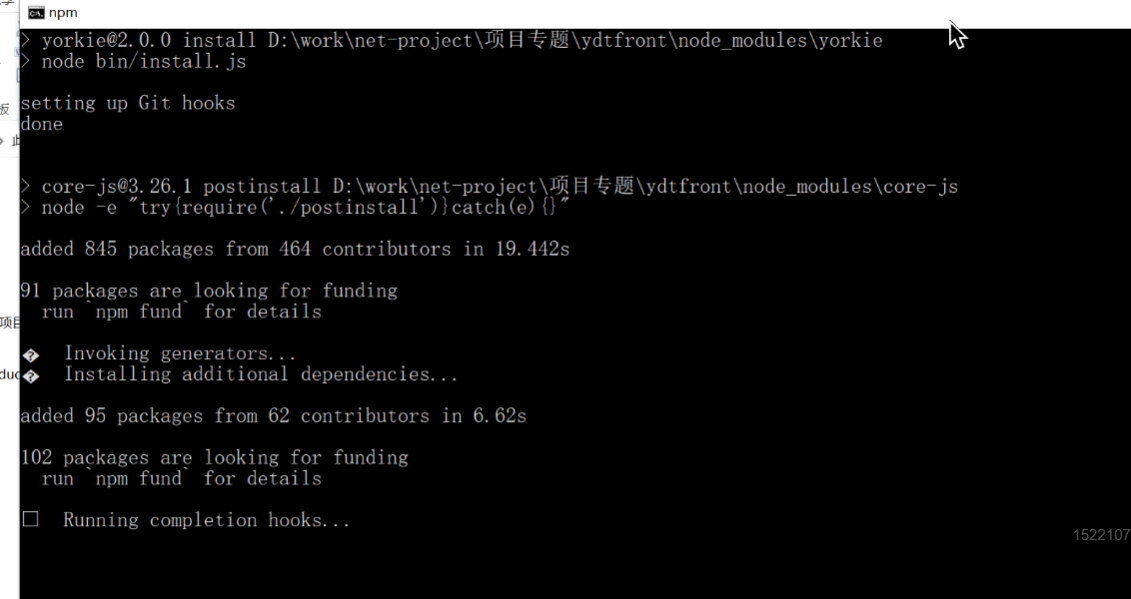 npm
> yorkie@2.0.0 install D:\work\net-project\项目专题\ydtfront\node_modules\yorkie
> node bin/install.js
setting up Git hooks
done
> core-js@3.26.1 postinstall D:\work\net-project\项目专题\ydtfront\node_modules\core-js
> node -e "try{require('./postinstall')}catch(e){}"
added 845 packages from 464 contributors in 19.442s
91 packages are looking for funding
run `npm fund` for details
� Invoking generators...
� Installing additional dependencies...
added 95 packages from 62 contributors in 6.62s
102 packages are looking for funding
run `npm fund` for details
□ Running completion hooks...
1522107
板
项目
duc